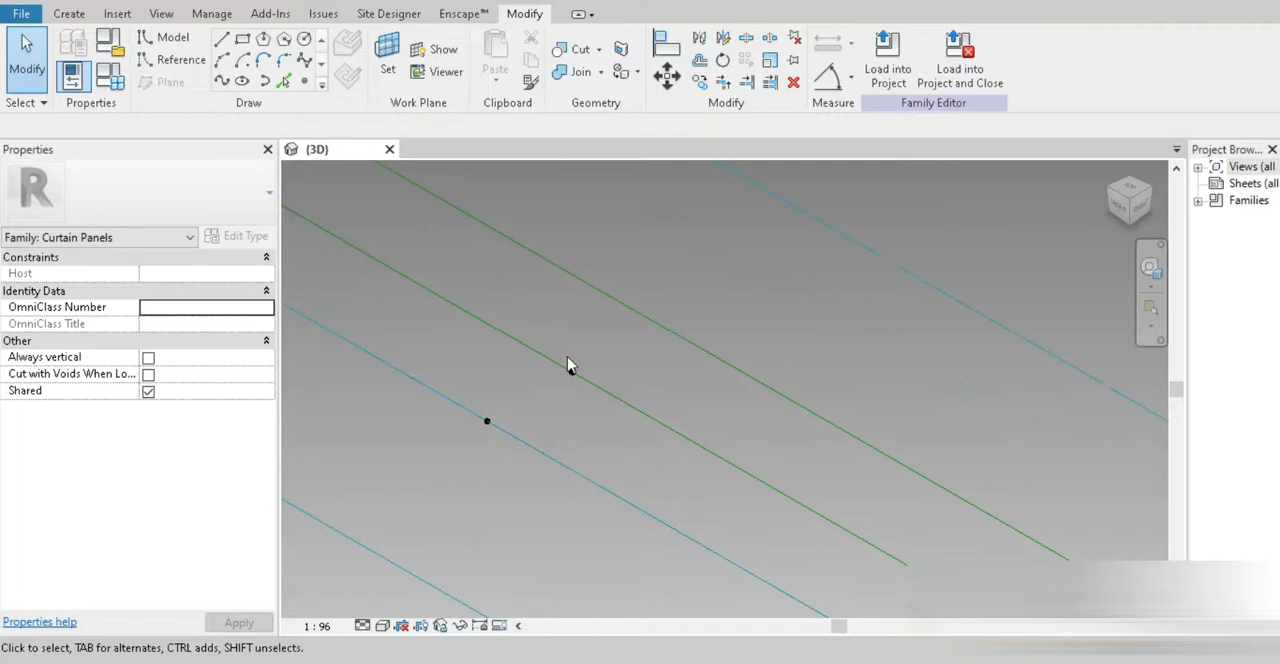 File Create Insert View Manage Add-Ins Issues Site Designer Enscape™ Modify
Modify
Select
Properties
Model
Reference
Plane
Draw
Set
Show
Viewer
Work Plane
Paste
Clipboard
Cut
Join
Geometry
Modify
Measure
Load into
Project
Load into
Project and Close
Family Editor
Properties
R
Family: Curtain Panels
Edit Type
Constraints
Host
Identity Data
OmniClass Number
OmniClass Title
Other
Always vertical
Cut with Voids When Lo...
Shared
Properties help
Apply
{3D}
Project Brow...
Views (all
Sheets (all
Families
1 : 96
Click to select, TAB for alternates, CTRL adds, SHIFT unselects.